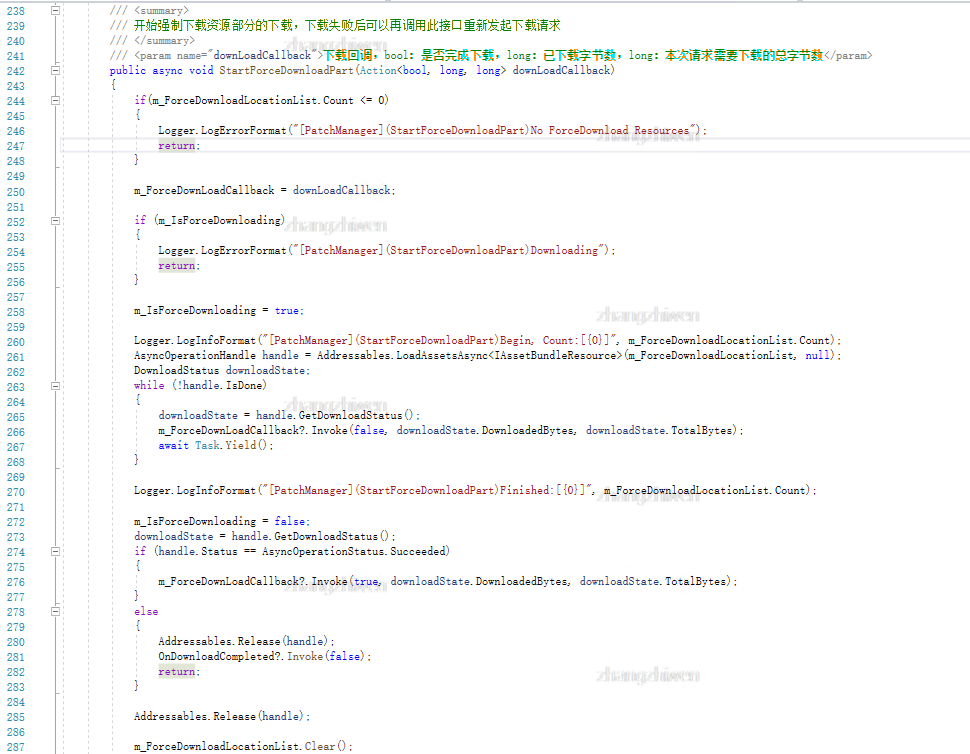 238 /// <summary>
239 /// 开始强制下载资源部分的下载，下载失败后可以再调用此接口重新发起下载请求
240 /// </summary>
241 /// <param name="downLoadCallback">下载回调，bool：是否完成下载，long：已下载字节数，long：本次请求需要下载的总字节数</param>
242 public async void StartForceDownloadPart(Action<bool, long, long> downLoadCallback)
243 {
244 if(m_ForceDownloadLocationList.Count <= 0)
245 {
246 Logger.LogErrorFormat("[PatchManager](StartForceDownloadPart)No ForceDownload Resources");
247 return;
248 }
249
250 m_ForceDownLoadCallback = downLoadCallback;
251
252 if (m_IsForceDownloading)
253 {
254 Logger.LogErrorFormat("[PatchManager](StartForceDownloadPart)Downloading");
255 return;
256 }
257
258 m_IsForceDownloading = true;
259
260 Logger.LogInfoFormat("[PatchManager](StartForceDownloadPart)Begin, Count:[{0}]", m_ForceDownloadLocationList.Count);
261 AsyncOperationHandle handle = Addressables.LoadAssetsAsync<IAssetBundleResource>(m_ForceDownloadLocationList, null);
262 DownloadStatus downloadState;
263 while (!handle.IsDone)
264 {
265 downloadState = handle.GetDownloadStatus();
266 m_ForceDownLoadCallback?.Invoke(false, downloadState.DownloadedBytes, downloadState.TotalBytes);
267 await Task.Yield();
268 }
269
270 Logger.LogInfoFormat("[PatchManager](StartForceDownloadPart)Finished:[{0}]", m_ForceDownloadLocationList.Count);
271
272 m_IsForceDownloading = false;
273 downloadState = handle.GetDownloadStatus();
274 if (handle.Status == AsyncOperationStatus.Succeeded)
275 {
276 m_ForceDownLoadCallback?.Invoke(true, downloadState.DownloadedBytes, downloadState.TotalBytes);
277 }
278 else
279 {
280 Addressables.Release(handle);
281 OnDownloadCompleted?.Invoke(false);
282 return;
283 }
284
285 Addressables.Release(handle);
286
287 m_ForceDownloadLocationList.Clear();
zhangzhiwen
zhangzhiwen
zhangzhiwen
zhangzhiwen
zhangzhiwen
zhangzhiwen
zhangzhiwen
zhangzhiwen